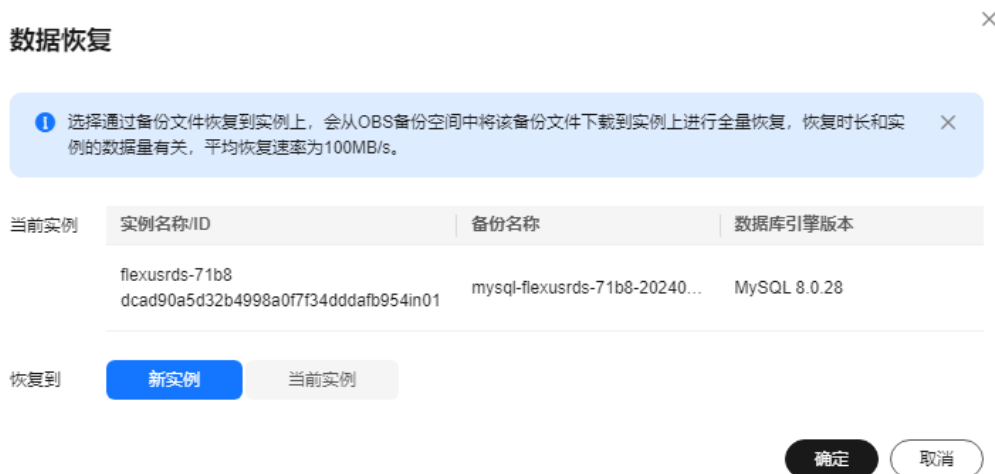 数据恢复
选择通过备份文件恢复到实例上，会从OBS备份空间中将该备份文件下载到实例上进行全量恢复，恢复时长和实
例的数据量有关，平均恢复速率为100MB/s。
当前实例
实例名称/ID 备份名称 数据库引擎版本
flexusrds-71b8
dcad90a5d32b4998a0f7f34dddafb954in01
mysql-flexusrds-71b8-20240...
MySQL 8.0.28
恢复到 新实例 当前实例
确定 取消